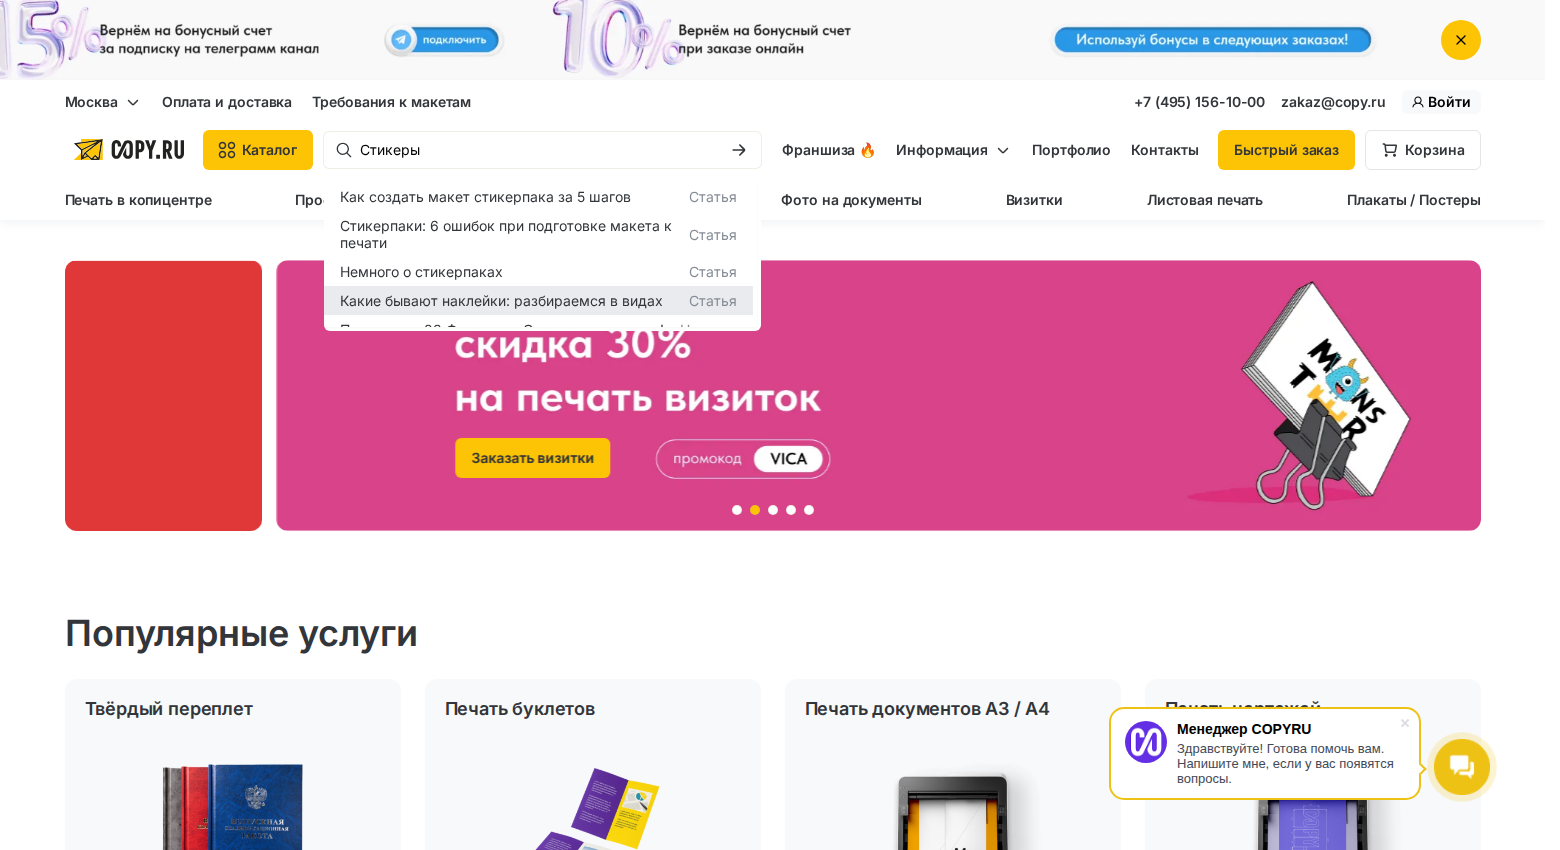 15%
Вернём на бонусный счет
за подписку на телеграмм канал
подключить
10%
Вернём на бонусный счет
при заказе онлайн
Используй бонусы в следующих заказах!
Москва
Оплата и доставка
Требования к макетам
+7 (495) 156-10-00
zakaz@copy.ru
Войти
COPY.RU
Каталог
Стикеры
Франшиза
Информация
Портфолио
Контакты
Быстрый заказ
Корзина
Печать в копицентре
Фото на документы
Визитки
Листовая печать
Плакаты / Постеры
Как создать макет стикерпака за 5 шагов
Статья
Стикерпаки: 6 ошибок при подготовке макета к
печати
Статья
Немного о стикерпаках
Статья
Какие бывают наклейки: разбираемся в видах
Статья
скидка 30%
на печать визиток
Заказать визитки
промокод
VICA
MONS
TER
Популярные услуги
Твёрдый переплет
Печать буклетов
Печать документов А3 / А4
Менеджер COPYRU
Здравствуйте! Готова помочь вам.
Напишите мне, если у вас появятся
вопросы.